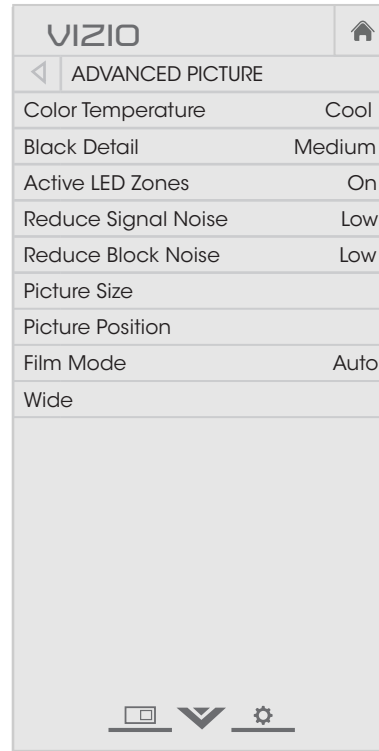 VIZIO
ADVANCED PICTURE
Color Temperature Cool
Black Detail Medium
Active LED Zones On
Reduce Signal Noise Low
Reduce Block Noise Low
Picture Size
Picture Position
Film Mode Auto
Wide